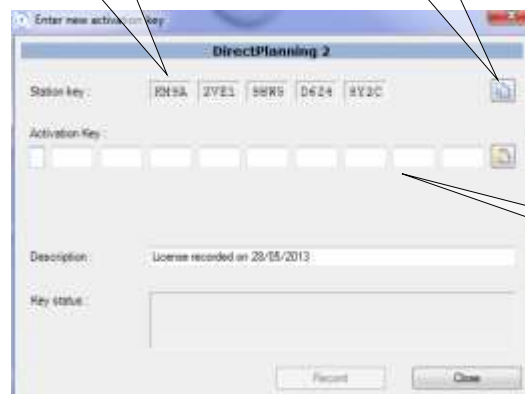 Enter new activation key
DirectPlanning 2
Station key :
Activation Key :
Description : License recorded on 28/05/2013
Key status :
Record Close